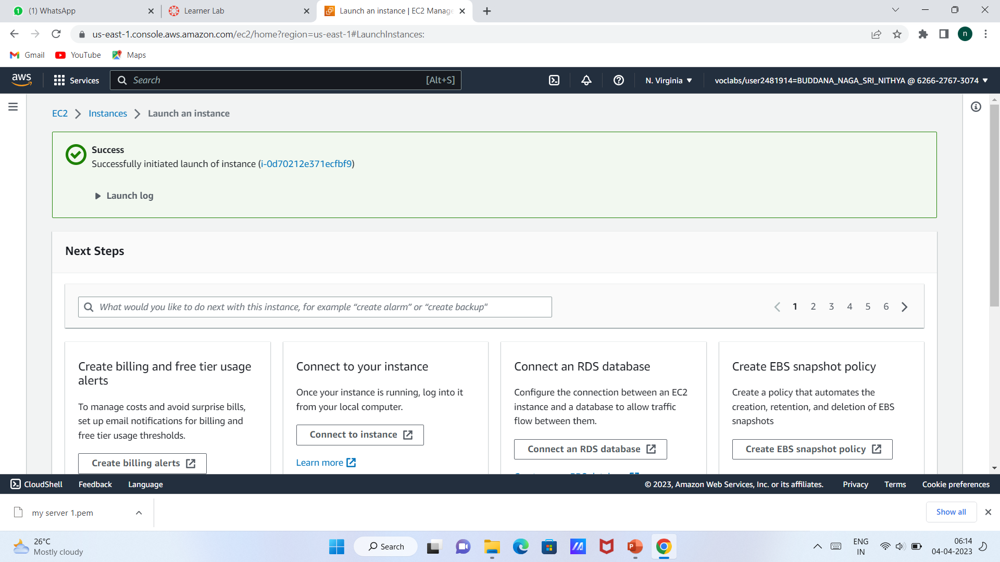 (1) WhatsApp
Learner Lab
Launch an instance | EC2 Manage
us-east-1.console.aws.amazon.com/ec2/home?region=us-east-1#LaunchInstances:
n
Gmail
YouTube
Maps
aws
Services
Search
[Alt+S]
N. Virginia
voclabs/user2481914=BUDDANA_NAGA_SRI_NITHYA @ 6266-2767-3074
EC2
Instances
Launch an instance
Success
Successfully initiated launch of instance (i-0d70212e371ecfbf9)
Launch log
Next Steps
What would you like to do next with this instance, for example “create alarm” or “create backup"
1 2 3 4 5 6
Create billing and free tier usage
alerts
To manage costs and avoid surprise bills,
set up email notifications for billing and
free tier usage thresholds.
Create billing alerts
Connect to your instance
Once your instance is running, log into it
from your local computer.
Connect to instance
Learn more
Connect an RDS database
Configure the connection between an EC2
instance and a database to allow traffic
flow between them.
Connect an RDS database
Create EBS snapshot policy
Create a policy that automates the
creation, retention, and deletion of EBS
snapshots
Create EBS snapshot policy
CloudShell
Feedback
Language
© 2023, Amazon Web Services, Inc. or its affiliates.
Privacy
Terms
Cookie preferences
my server 1.pem
Show all
26°C
Mostly cloudy
Search
ENG
IN
06:14
04-04-2023